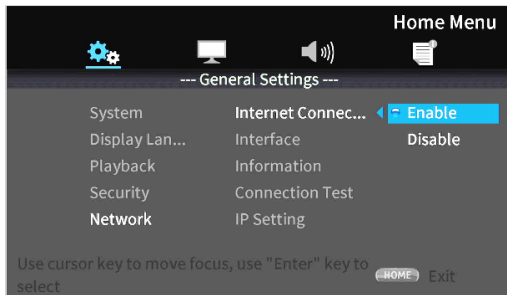 Home Menu
--- General Settings ---
System Internet Connec... Enable
Display Lan... Interface Disable
Playback Information
Security Connection Test
Network IP Setting
Use cursor key to move focus, use "Enter" key to
select
HOME Exit